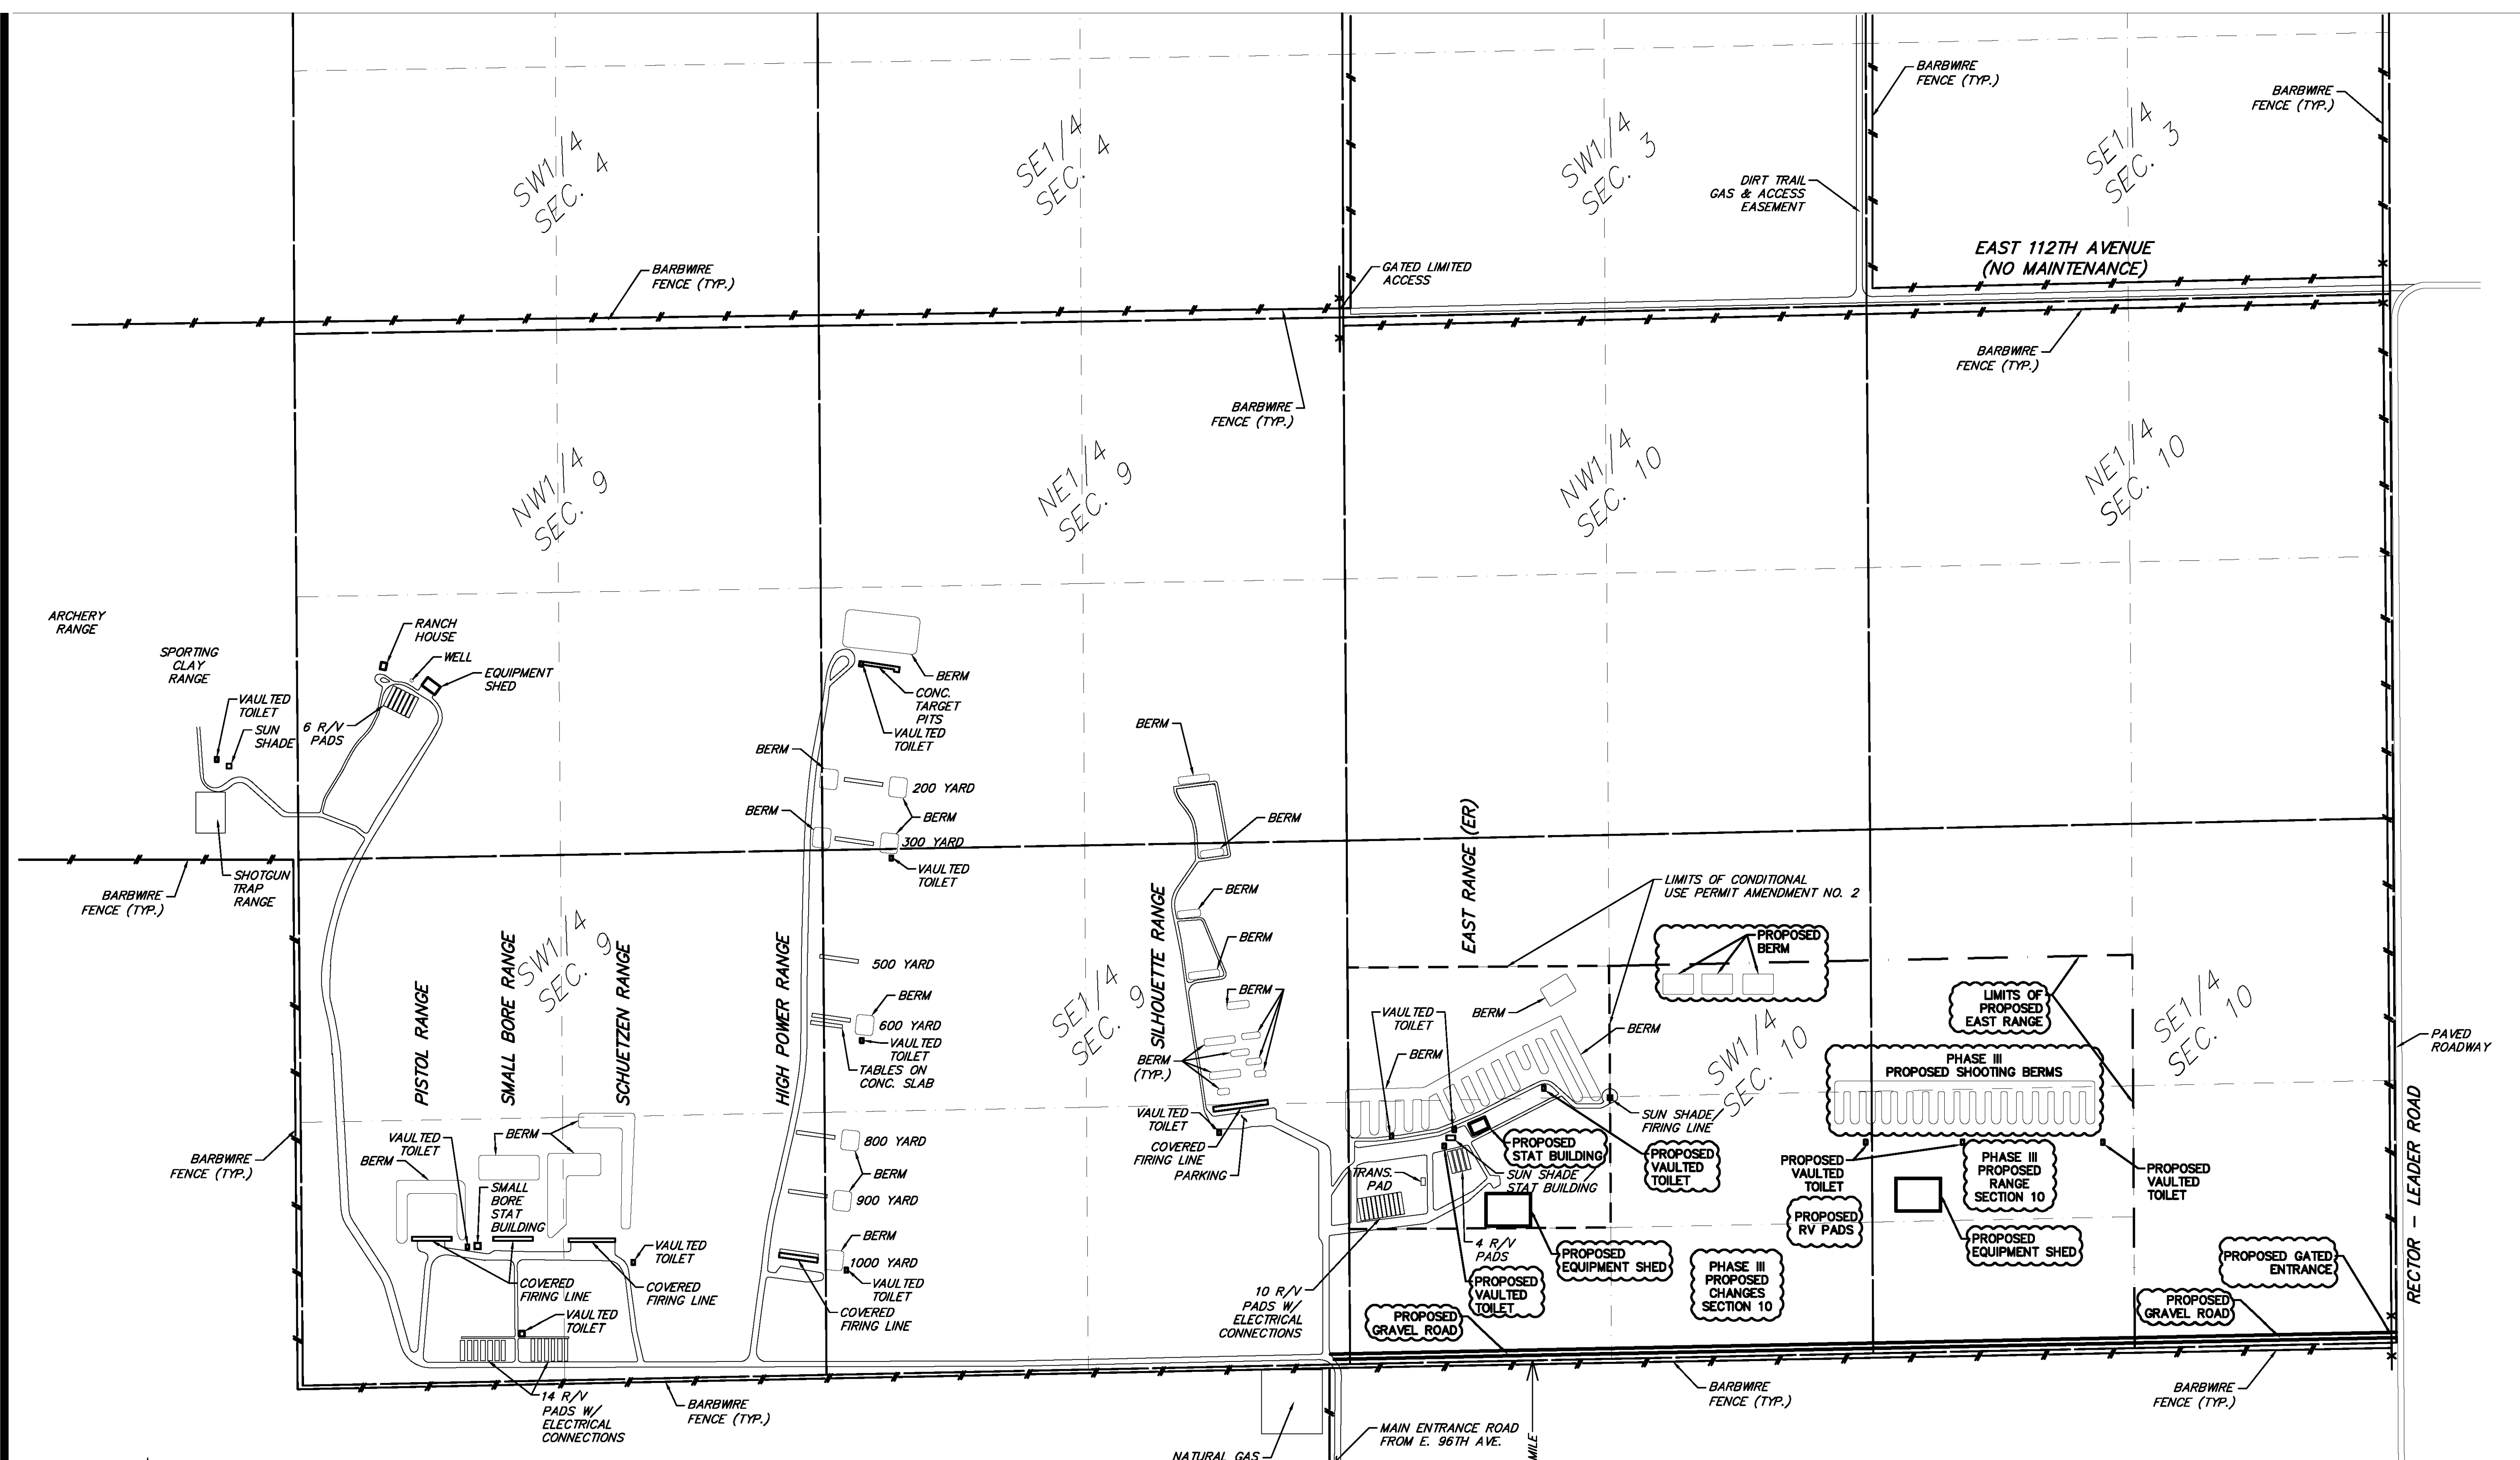 BARBWIRE
FENCE (TYP.)
BARBWIRE
FENCE (TYP.)
SW1/4
SEC. 4
SE1/4
SEC. 4
SW1/4
SEC. 3
SE1/4
SEC. 3
DIRT TRAIL
GAS & ACCESS
EASEMENT
EAST 112TH AVENUE
(NO MAINTENANCE)
BARBWIRE
FENCE (TYP.)
GATED LIMITED
ACCESS
BARBWIRE
FENCE (TYP.)
BARBWIRE
FENCE (TYP.)
NW1/4
SEC. 9
NE1/4
SEC. 9
NW1/4
SEC. 10
NE1/4
SEC. 10
ARCHERY
RANGE
SPORTING
CLAY
RANGE
RANCH
HOUSE
WELL
EQUIPMENT
SHED
VAULTED
TOILET
SUN
SHADE
6 R/V
PADS
BERM
CONC.
TARGET
PITS
VAULTED
TOILET
BERM
200 YARD
BERM
BERM
300 YARD
VAULTED
TOILET
BERM
BERM
SHOTGUN
TRAP
RANGE
BARBWIRE
FENCE (TYP.)
PISTOL RANGE
SMALL BORE RANGE
SW1/4
SEC. 9
SCHUETZEN RANGE
HIGH POWER RANGE
500 YARD
BERM
600 YARD
VAULTED
TOILET
TABLES ON
CONC. SLAB
SE1/4
SEC. 9
SILHOUETTE RANGE
BERM
BERM
BERM
BERM
(TYP.)
EAST RANGE (ER)
LIMITS OF CONDITIONAL
USE PERMIT AMENDMENT NO. 2
PROPOSED
BERM
BERM
VAULTED
TOILET
BERM
BERM
SW1/4
SEC. 10
LIMITS OF
PROPOSED
EAST RANGE
SE1/4
SEC. 10
PAVED
ROADWAY
PHASE III
PROPOSED SHOOTING BERMS
RECTOR - LEADER ROAD
VAULTED
TOILET
BERM
BERM
SMALL
BORE
STAT
BUILDING
BARBWIRE
FENCE (TYP.)
VAULTED
TOILET
COVERED
FIRING LINE
COVERED
FIRING LINE
VAULTED
TOILET
800 YARD
BERM
900 YARD
BERM
1000 YARD
VAULTED
TOILET
COVERED
FIRING LINE
VAULTED
TOILET
COVERED
FIRING LINE
PARKING
TRANS.
PAD
PROPOSED
STAT BUILDING
SUN SHADE
STAT BUILDING
SUN SHADE/
FIRING LINE
PROPOSED
VAULTED
TOILET
4 R/V
PADS
PROPOSED
EQUIPMENT SHED
PROPOSED
VAULTED
TOILET
10 R/V
PADS W/
ELECTRICAL
CONNECTIONS
PROPOSED
GRAVEL ROAD
PHASE III
PROPOSED
CHANGES
SECTION 10
PROPOSED
VAULTED
TOILET
PROPOSED
RV PADS
PHASE III
PROPOSED
RANGE
SECTION 10
PROPOSED
VAULTED
TOILET
PROPOSED
EQUIPMENT SHED
PROPOSED GATED
ENTRANCE
PROPOSED
GRAVEL ROAD
14 R/V
PADS W/
ELECTRICAL
CONNECTIONS
BARBWIRE
FENCE (TYP.)
BARBWIRE
FENCE (TYP.)
BARBWIRE
FENCE (TYP.)
MAIN ENTRANCE ROAD
FROM E. 96TH AVE.
NATURAL GAS
MILE